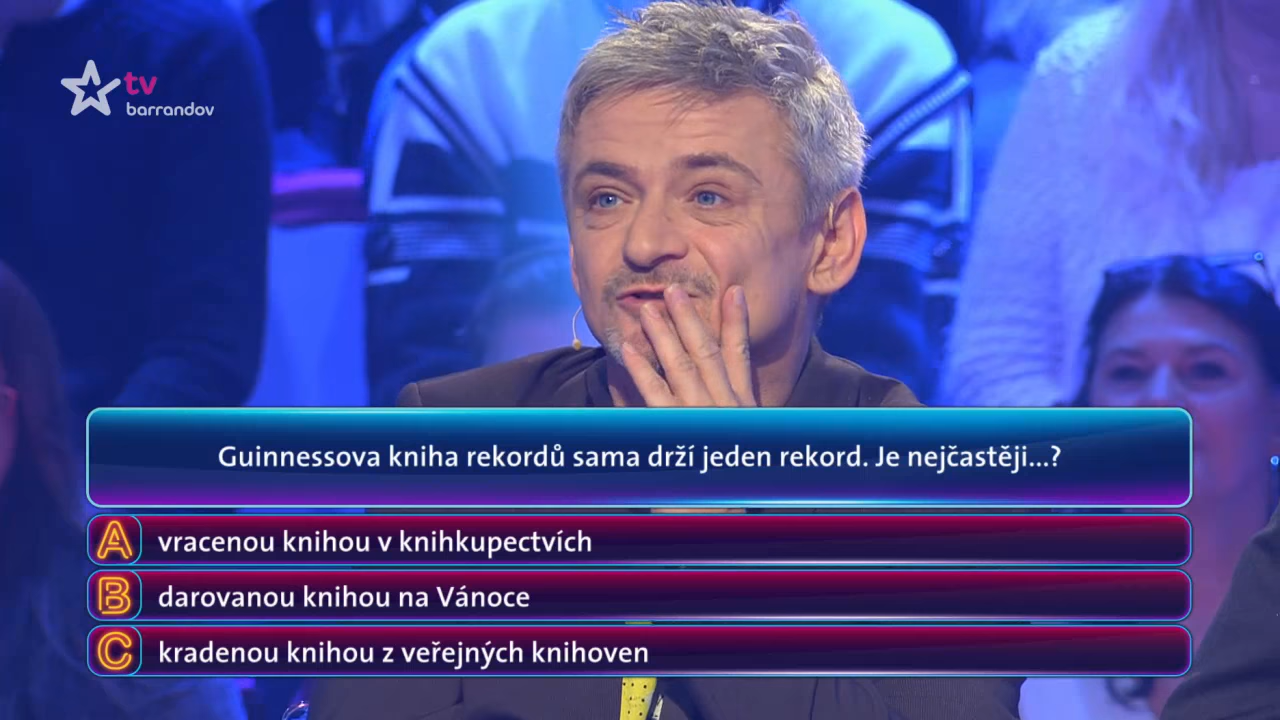 tv
barrandov
Guinnessova kniha rekordů sama drží jeden rekord. Je nejčastěji...?
A vracenou knihou v knihkupectvích
B darovanou knihou na Vánoce
C kradenou knihou z veřejných knihoven